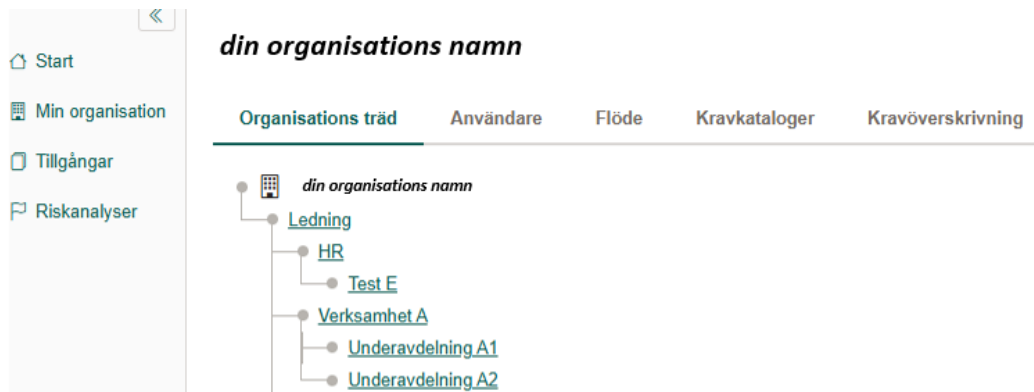 din organisations namn
Start
Min organisation
Tillgångar
Riskanalyser
Organisations träd Användare Flöde Kravkataloger Kravöverskrivning
din organisations namn
Ledning
HR
Test E
Verksamhet A
Underavdelning A1
Underavdelning A2